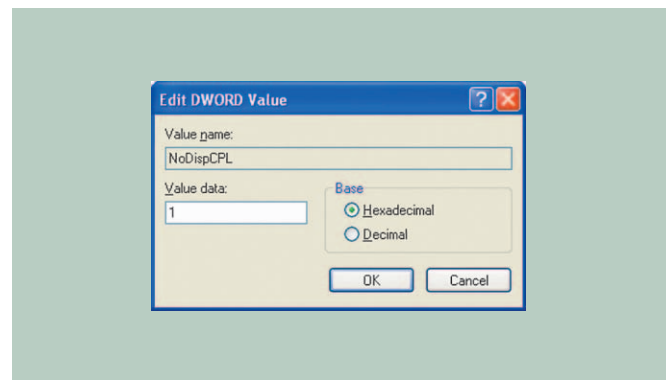 Edit DWORD Value
Value name:
NoDispCPL
Value data:
1
Base
Hexadecimal
Decimal
OK
Cancel